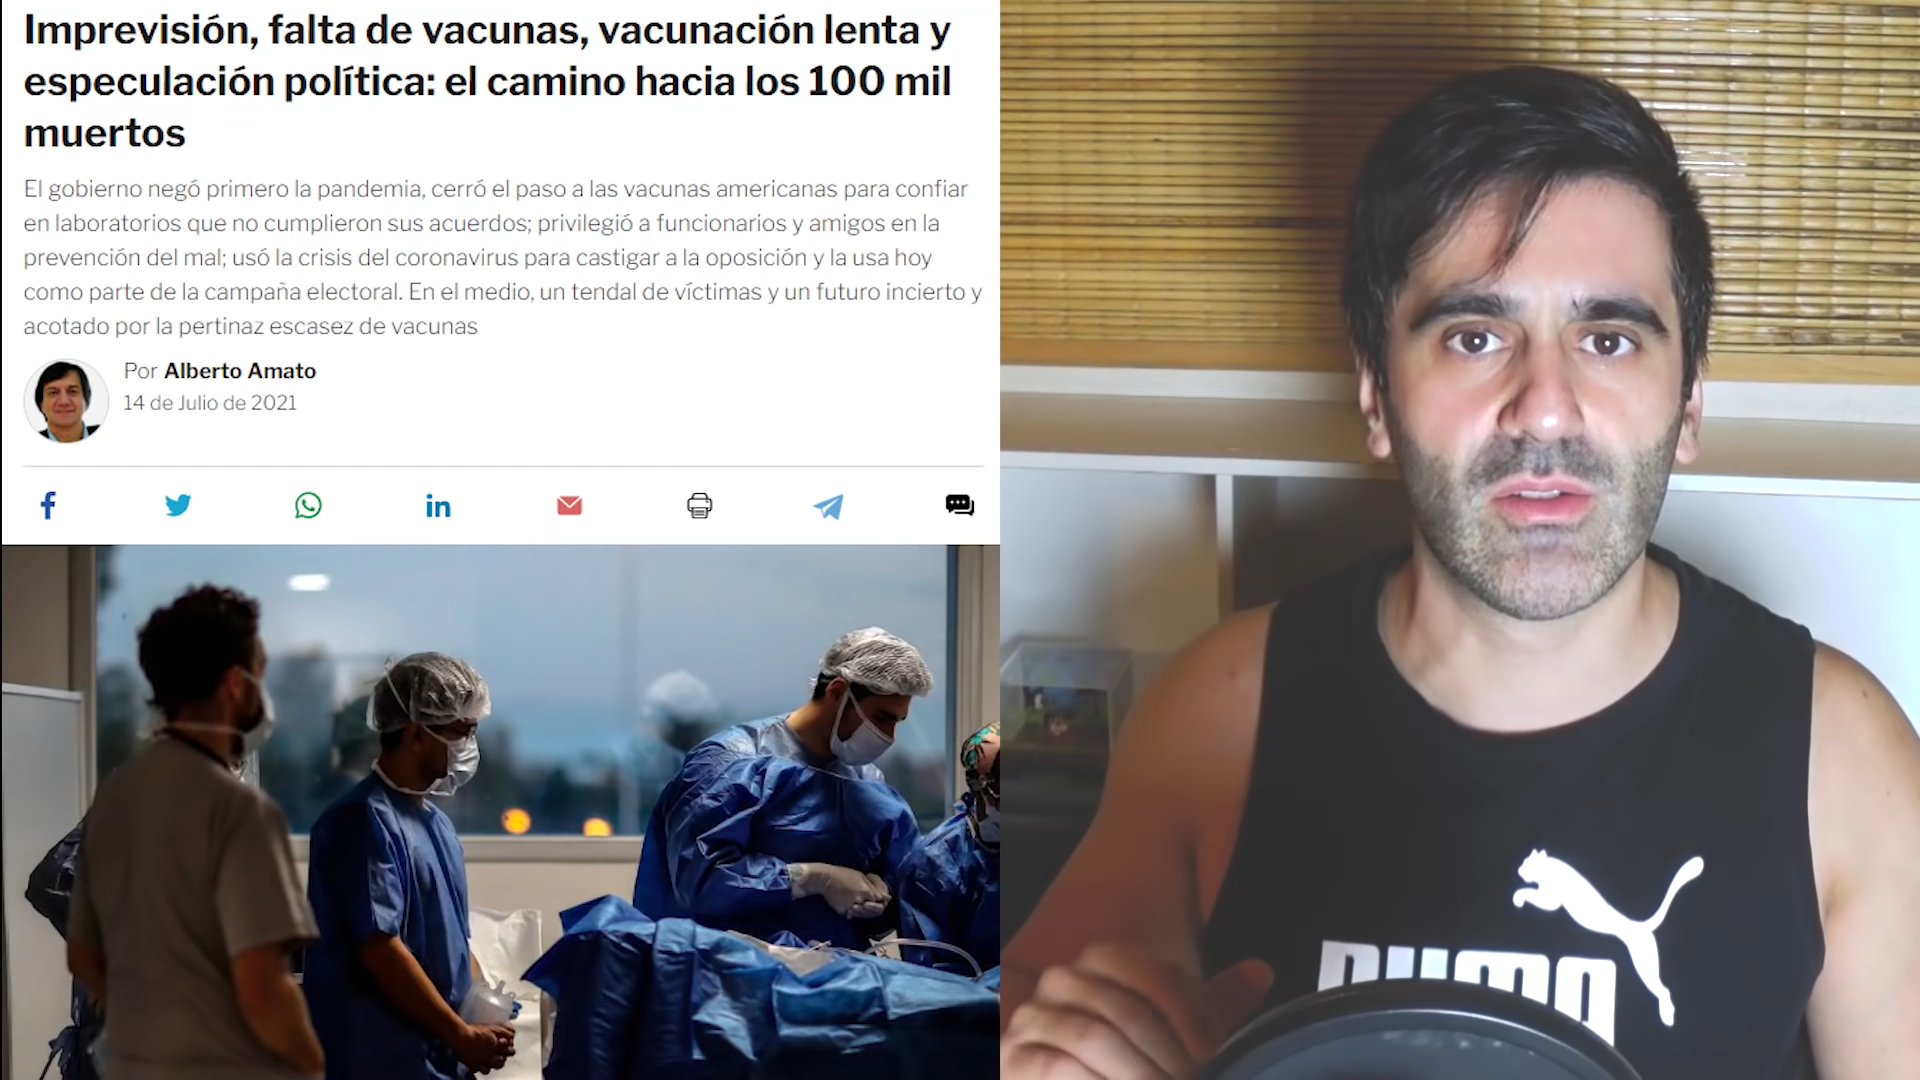 Imprevisión, falta de vacunas, vacunación lenta y
especulación política: el camino hacia los 100 mil
muertos
El gobierno negó primero la pandemia, cerró el paso a las vacunas americanas para confiar
en laboratorios que no cumplieron sus acuerdos; privilegió a funcionarios y amigos en la
prevención del mal; usó la crisis del coronavirus para castigar a la oposición y la usa hoy
como parte de la campaña electoral. En el medio, un tendal de víctimas y un futuro incierto y
acotado por la pertinaz escasez de vacunas
Por Alberto Amato
14 de Julio de 2021
in
PUMA